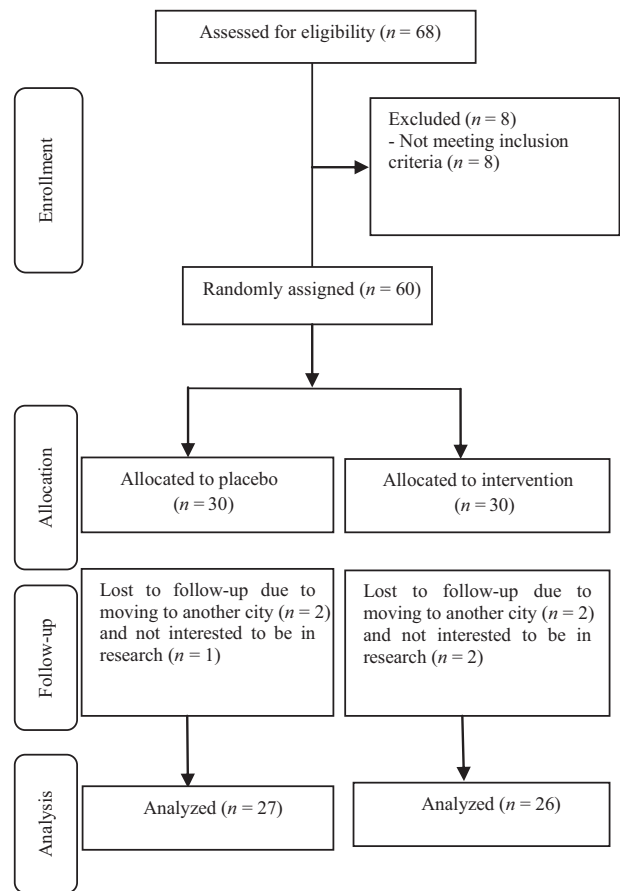 Assessed for eligibility (n = 68)
Enrollment
Excluded (n = 8)
- Not meeting inclusion
criteria (n = 8)
Randomly assigned (n = 60)
Allocation
Allocated to placebo
(n = 30)
Allocated to intervention
(n = 30)
Follow-up
Lost to follow-up due to
moving to another city (n = 2)
and not interested to be in
research (n = 1)
Lost to follow-up due to
moving to another city (n = 2)
and not interested to be in
research (n = 2)
Analysis
Analyzed (n = 27)
Analyzed (n = 26)